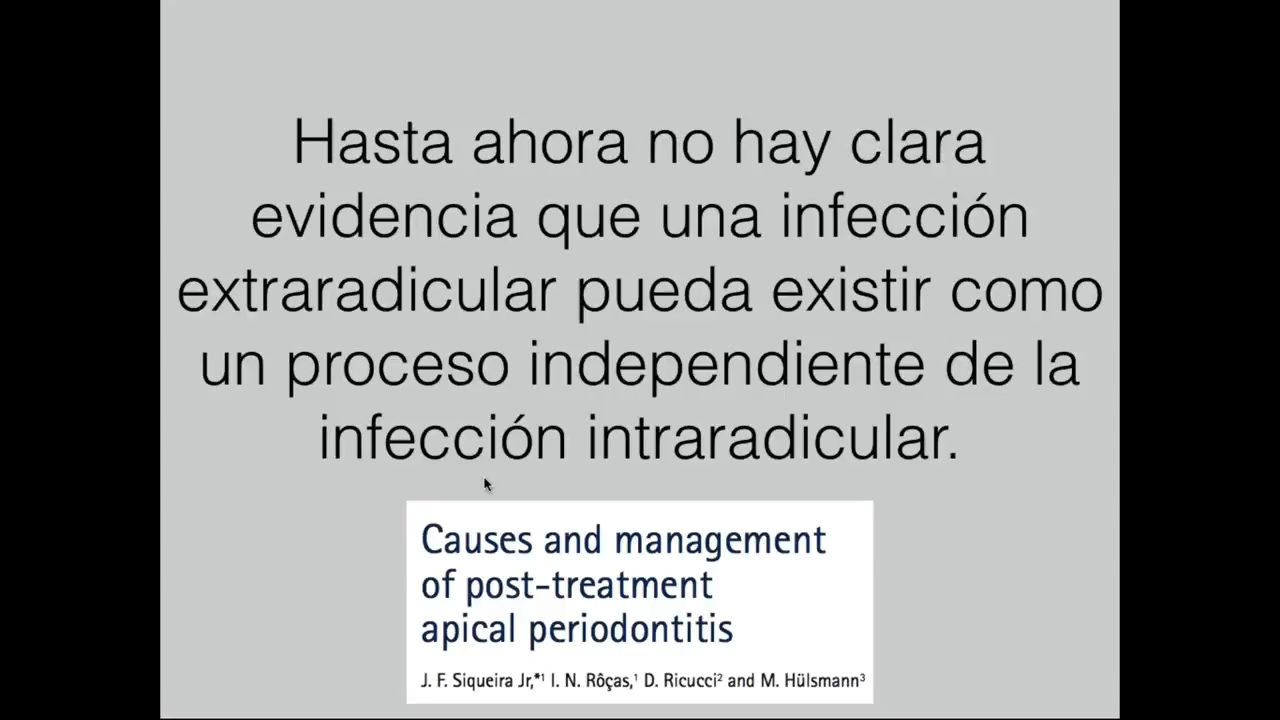 Hasta ahora no hay clara
evidencia que una infección
extraradicular pueda existir como
un proceso independiente de la
infección intraradicular.
Causes and management
of post-treatment
apical periodontitis
J. F. Siqueira Jr,*¹ I. N. Rôças,¹ D. Ricucci² and M. Hülsmann³